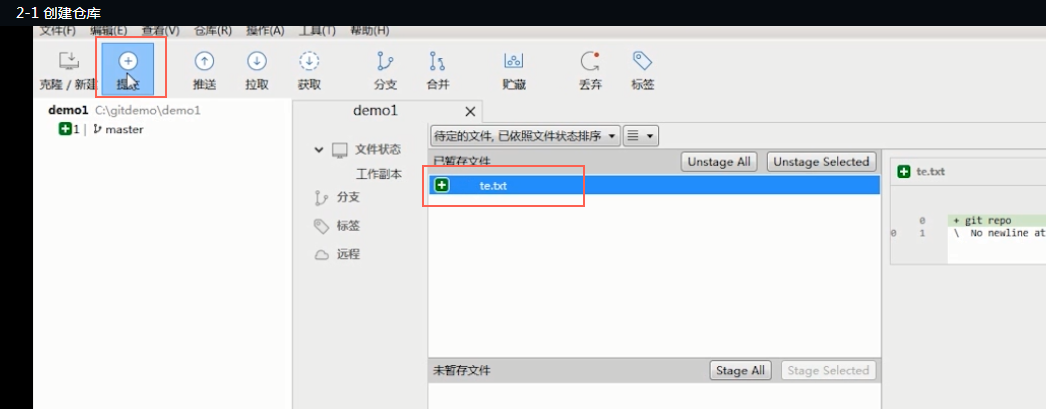 2-1 创建仓库
文件(F) 编辑(E) 查看(V) 仓库(R) 操作(A) 工具(T) 帮助(H)
克隆 / 新建 提交 推送 拉取 获取 分支 合并 贮藏 丢弃 标签
demo1 C:\gitdemo\demo1
1 master
demo1
文件状态
工作副本
分支
标签
远程
待定的文件, 已依照文件状态排序
已暂存文件 Unstage All Unstage Selected
te.txt
未暂存文件 Stage All Stage Selected
te.txt
0 + git repo
0 1 \ No newline at